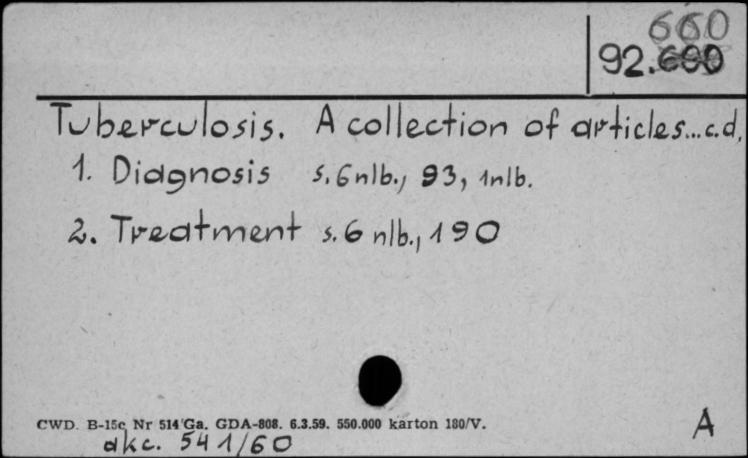 660
92.600
Tuberculosis. A collection of articles... c.d.
1. Diagnosis s. 6 nlb., 93, 1nlb.
2. Treatment s. 6 nlb., 190
CWD. B-15c Nr 514 Ga. GDA-808. 6.3.59. 550.000 karton 180/V.
akc. 541/60
A